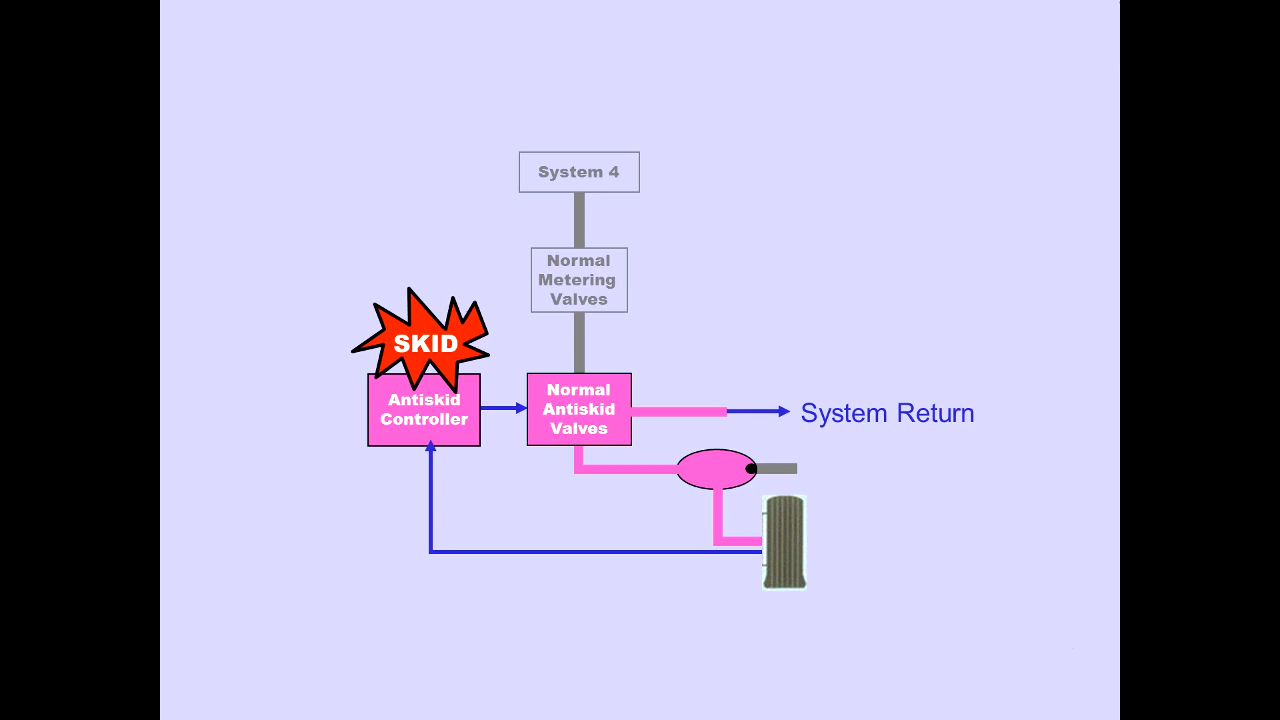 System 4
Normal
Metering
Valves
SKID
Antiskid
Controller
Normal
Antiskid
Valves
System Return